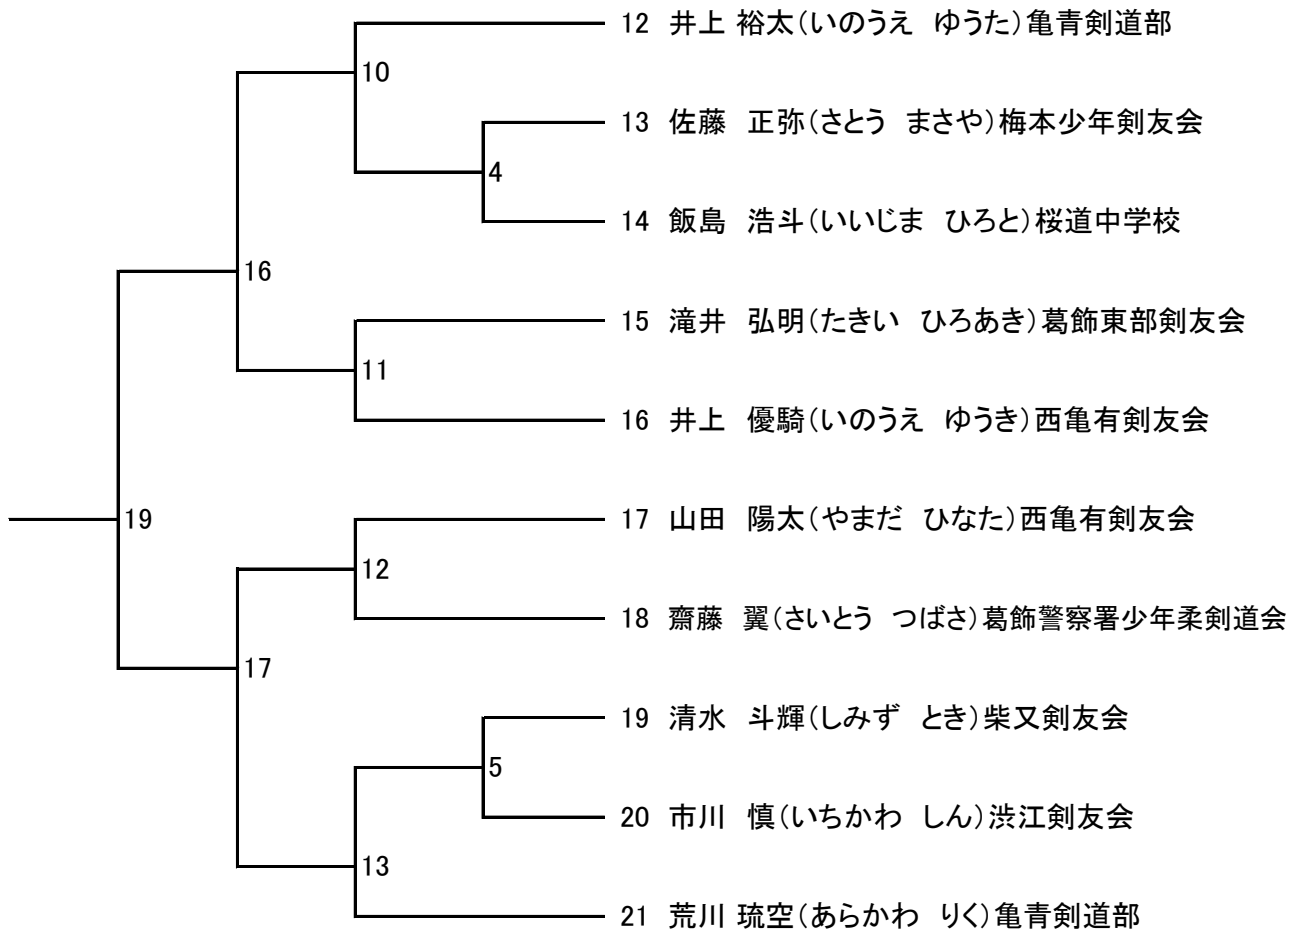 12 井上 裕太(いのうえ　ゆうた)亀青剣道部
10
13 佐藤　正弥(さとう　まさや)梅本少年剣友会
4
14 飯島　浩斗(いいじま　ひろと)桜道中学校
16
15 滝井　弘明(たきい　ひろあき)葛飾東部剣友会
11
16 井上　優騎(いのうえ　ゆうき)西亀有剣友会
19
17 山田　陽太(やまだ　ひなた)西亀有剣友会
12
18 齋藤　翼(さいとう　つばさ)葛飾警察署少年柔剣道会
17
19 清水　斗輝(しみず　とき)柴又剣友会
5
20 市川　慎(いちかわ　しん)渋江剣友会
13
21 荒川 琉空(あらかわ　りく)亀青剣道部